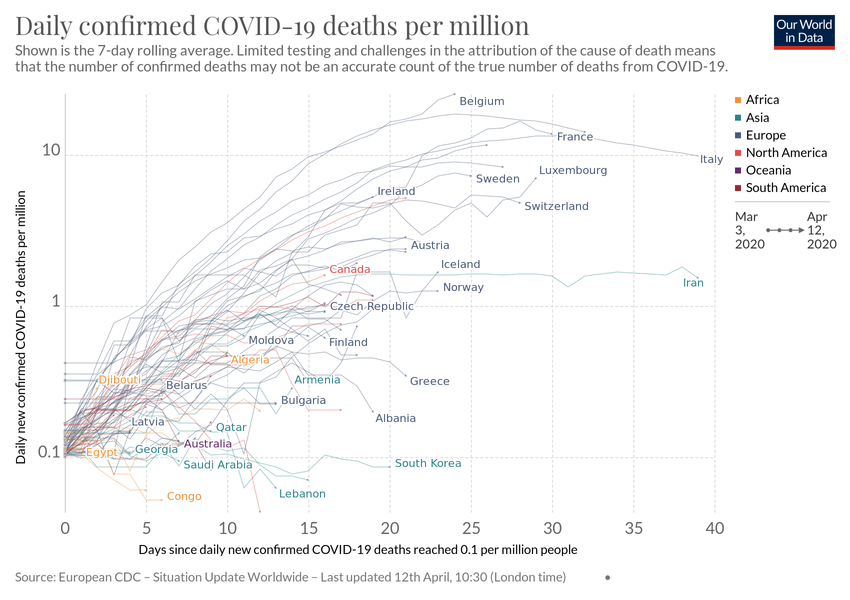 Daily confirmed COVID-19 deaths per million
Shown is the 7-day rolling average. Limited testing and challenges in the attribution of the cause of death means
that the number of confirmed deaths may not be an accurate count of the true number of deaths from COVID-19.
Our World
in Data
Belgium
France
Italy
Luxembourg
Sweden
Ireland
Switzerland
Austria
Iceland
Canada
Iran
Norway
Czech Republic
Moldova
Finland
Algeria
Djibouti
Belarus
Armenia
Greece
Bulgaria
Albania
Latvia
Qatar
Australia
Egypt
Georgia
Saudi Arabia
South Korea
Congo
Lebanon
Africa
Asia
Europe
North America
Oceania
South America
Mar
3,
2020
Apr
12,
2020
Daily new confirmed COVID-19 deaths per million
10
1
0.1
0 5 10 15 20 25 30 35 40
Days since daily new confirmed COVID-19 deaths reached 0.1 per million people
Source: European CDC – Situation Update Worldwide – Last updated 12th April, 10:30 (London time)